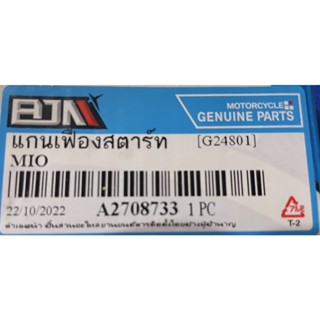 BJM
MOTORCYCLE
GENUINE PARTS
แกนเฟืองสตาร์ท [G24801]
MIO
22/10/2022 A2708733 1 PC
T-2